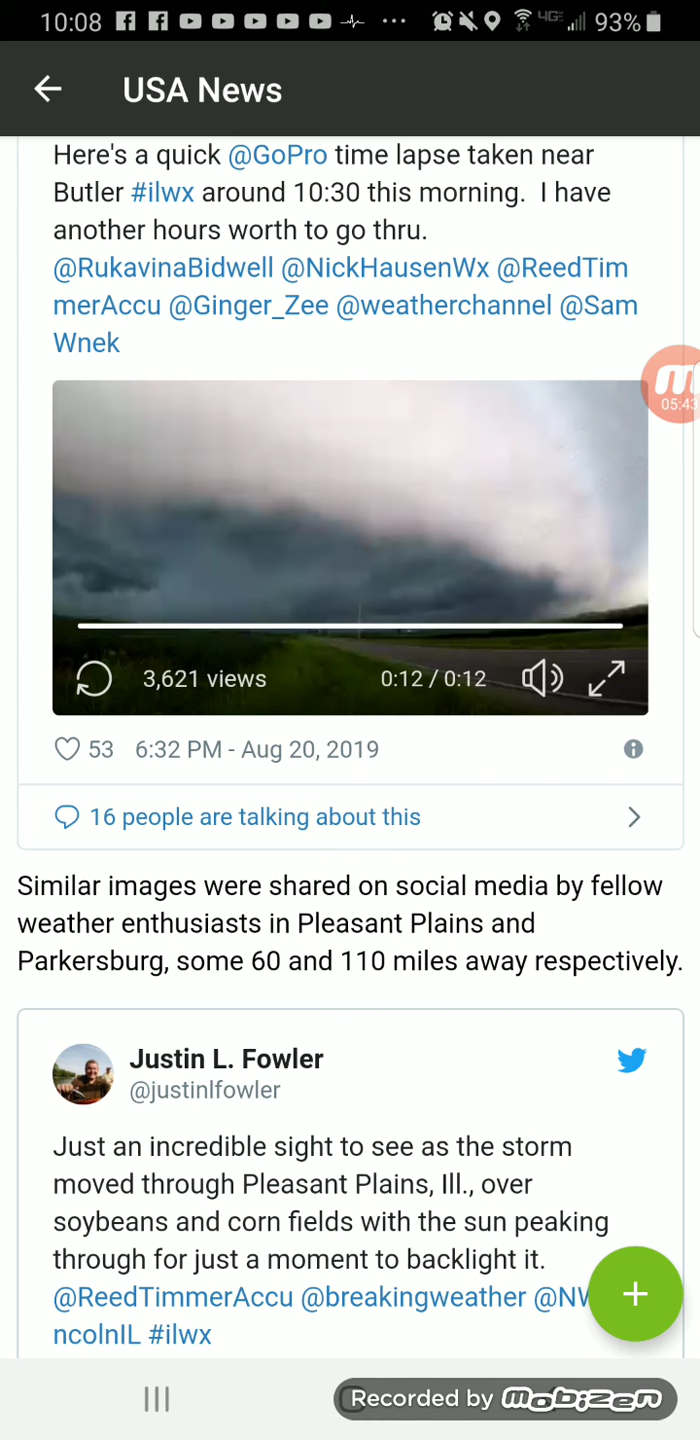 10:08 4GE 93%
USA News
Here's a quick @GoPro time lapse taken near
Butler #ilwx around 10:30 this morning.  I have
another hours worth to go thru.
@RukavinaBidwell @NickHausenWx @ReedTim
merAccu @Ginger_Zee @weatherchannel @Sam
Wnek
05:43
3,621 views 0:12 / 0:12
53 6:32 PM - Aug 20, 2019
16 people are talking about this
Similar images were shared on social media by fellow
weather enthusiasts in Pleasant Plains and
Parkersburg, some 60 and 110 miles away respectively.
Justin L. Fowler
@justinlfowler
Just an incredible sight to see as the storm
moved through Pleasant Plains, Ill., over
soybeans and corn fields with the sun peaking
through for just a moment to backlight it.
@ReedTimmerAccu @breakingweather
ncolnIL #ilwx
Recorded by mobizen